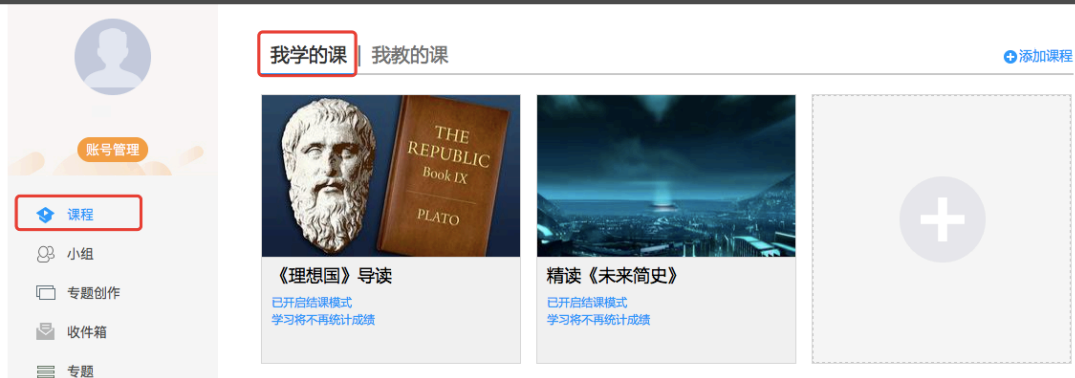 账号管理
课程
小组
专题创作
收件箱
专题
我学的课 | 我教的课
添加课程
THE
REPUBLIC
Book IX
PLATO
《理想国》导读
已开启结课模式
学习将不再统计成绩
精读《未来简史》
已开启结课模式
学习将不再统计成绩